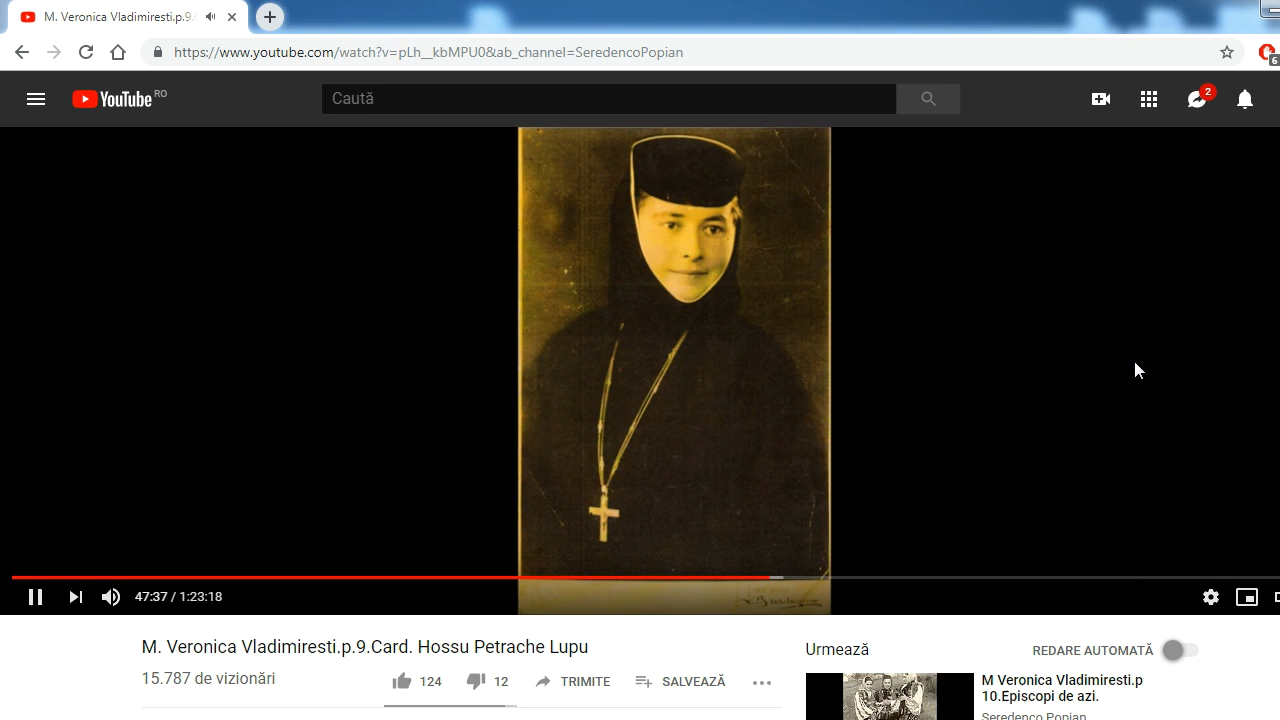 M. Veronica Vladimiresti.p.9.
https://www.youtube.com/watch?v=pLh__kbMPU0&ab_channel=SeredencoPopian
6
YouTube RO
Caută
2
47:37 / 1:23:18
M. Veronica Vladimiresti.p.9.Card. Hossu Petrache Lupu
15.787 de vizionări
124
12
TRIMITE
SALVEAZĂ
Urmează
REDARE AUTOMATĂ
M Veronica Vladimiresti.p
10.Episcopi de azi.
Seredenco Popian